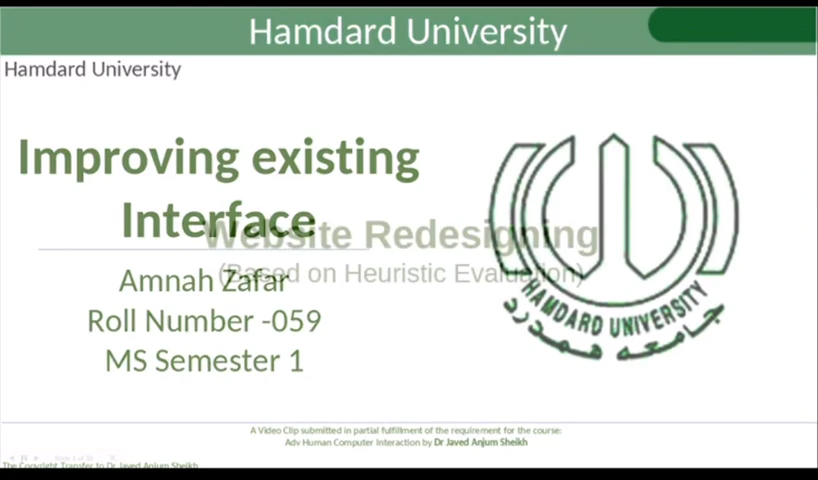 Hamdard University
Hamdard University
Improving existing
Interface
Website Redesigning
(Based on Heuristic Evaluation)
Amnah Zafar
Roll Number -059
MS Semester 1
HAMDARD UNIVERSITY
جامعه همدرد
A Video Clip submitted in partial fulfillment of the requirement for the course:
Adv Human Computer Interaction by Dr Javed Anjum Sheikh
The Copyright Transfer to Dr Javed Anjum Sheikh